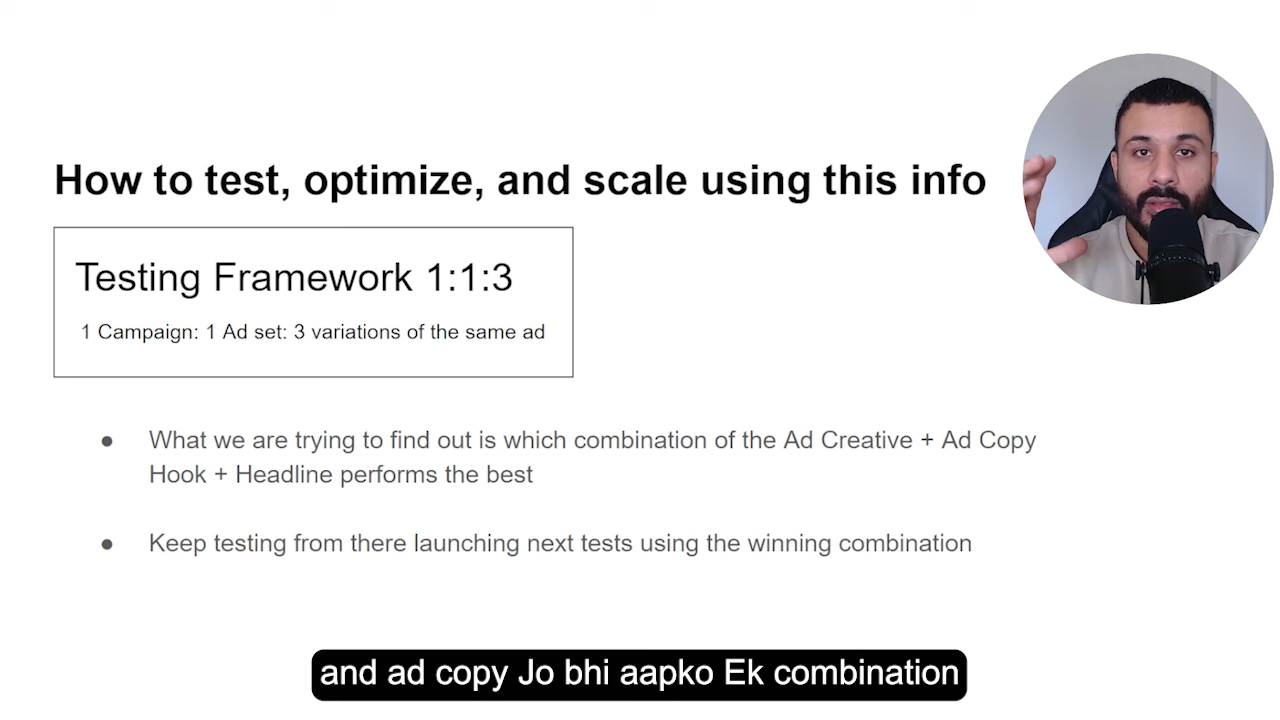 How to test, optimize, and scale using this info
Testing Framework 1:1:3
1 Campaign: 1 Ad set: 3 variations of the same ad
● What we are trying to find out is which combination of the Ad Creative + Ad Copy
Hook + Headline performs the best
● Keep testing from there launching next tests using the winning combination
and ad copy Jo bhi aapko Ek combination